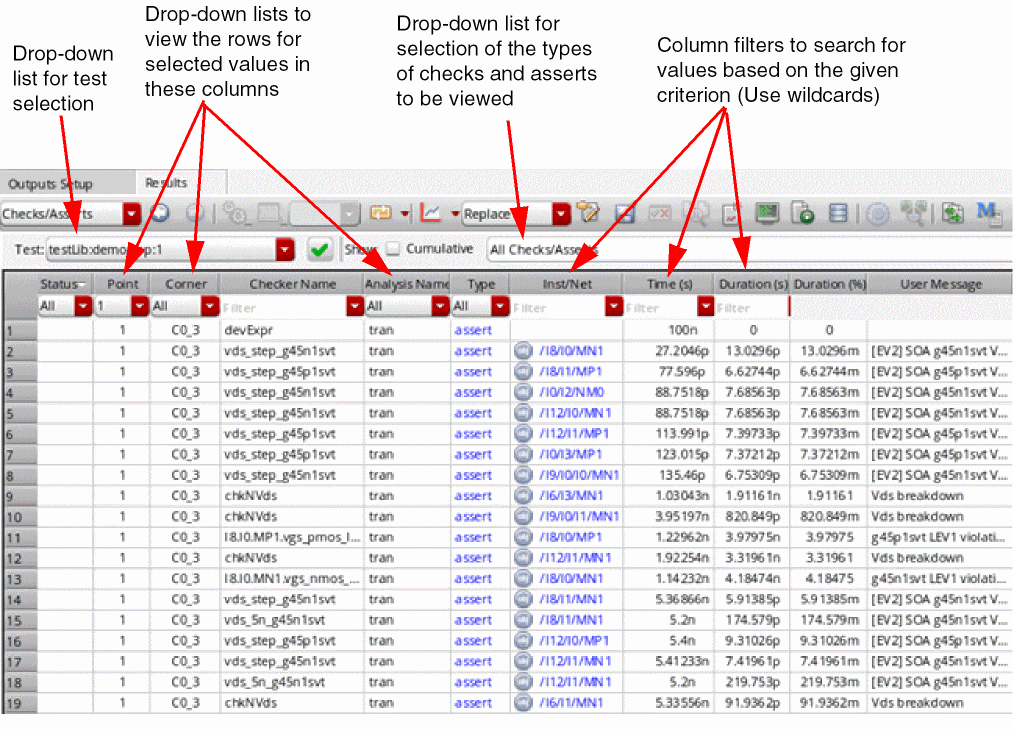 Drop-down
list for test
selection
Drop-down lists to
view the rows for
selected values in
these columns
Drop-down list for
selection of the types
of checks and asserts
to be viewed
Column filters to search for
values based on the given
criterion (Use wildcards)
Outputs Setup Results
Checks/Asserts Replace
Test: Show: Cumulative All Checks/Asserts
Status Point Corner Checker Name Analysis Name Type Inst/Net Time (s) Duration (s) Duration (%) User Message
All 1 All Filter All All Filter Filter Filter
1 1 C0_3 devExpr tran assert 100n 0 0
2 1 C0_3 vds_step_g45n1svt tran assert /I8/I0/MN1 27.2046p 13.0296p 13.0296m [EV2] SOA g45n1svt V...
3 1 C0_3 vds_step_g45p1svt tran assert /I8/I1/MP1 77.596p 6.62744p 6.62744m [EV2] SOA g45p1svt V...
4 1 C0_3 vds_step_g45n1svt tran assert /I0/I2/NM0 88.7518p 7.68563p 7.68563m [EV2] SOA g45n1svt V...
5 1 C0_3 vds_step_g45n1svt tran assert /I12/I0/MN1 88.7518p 7.68563p 7.68563m [EV2] SOA g45n1svt V...
6 1 C0_3 vds_step_g45p1svt tran assert /I12/I1/MP1 113.991p 7.39733p 7.39733m [EV2] SOA g45p1svt V...
7 1 C0_3 vds_step_g45p1svt tran assert /I0/I3/MP1 123.015p 7.37212p 7.37212m [EV2] SOA g45p1svt V...
8 1 C0_3 vds_step_g45n1svt tran assert /I9/I0/I0/MN1 135.46p 6.75309p 6.75309m [EV2] SOA g45n1svt V...
9 1 C0_3 chkNVds tran assert /I6/I3/MN1 1.03043n 1.91161n 1.91161 Vds breakdown
10 1 C0_3 chkNVds tran assert /I9/I0/I1/MN1 3.95197n 820.849p 820.849m Vds breakdown
11 1 C0_3 I8.I0.MP1.vgs_pmos_l... tran assert /I8/I0/MP1 1.22962n 3.97975n 3.97975 g45p1svt LEV1 violati...
12 1 C0_3 chkNVds tran assert /I12/I1/MN1 1.92254n 3.31961n 3.31961 Vds breakdown
13 1 C0_3 I8.I0.MN1.vgs_nmos_... tran assert /I8/I0/MN1 1.14232n 4.18474n 4.18475 g45n1svt LEV1 violati...
14 1 C0_3 vds_step_g45n1svt tran assert /I8/I1/MN1 5.36866n 5.91385p 5.91385m [EV2] SOA g45n1svt V...
15 1 C0_3 vds_5n_g45n1svt tran assert /I8/I1/MN1 5.2n 174.579p 174.579m [EV2] SOA g45n1svt V...
16 1 C0_3 vds_step_g45p1svt tran assert /I12/I0/MP1 5.4n 9.31026p 9.31026m [EV2] SOA g45p1svt V...
17 1 C0_3 vds_step_g45n1svt tran assert /I12/I1/MN1 5.41233n 7.41961p 7.41961m [EV2] SOA g45n1svt V...
18 1 C0_3 vds_5n_g45n1svt tran assert /I12/I1/MN1 5.2n 219.753p 219.753m [EV2] SOA g45n1svt V...
19 1 C0_3 chkNVds tran assert /I6/I1/MN1 5.33556n 91.9362p 91.9362m Vds breakdown